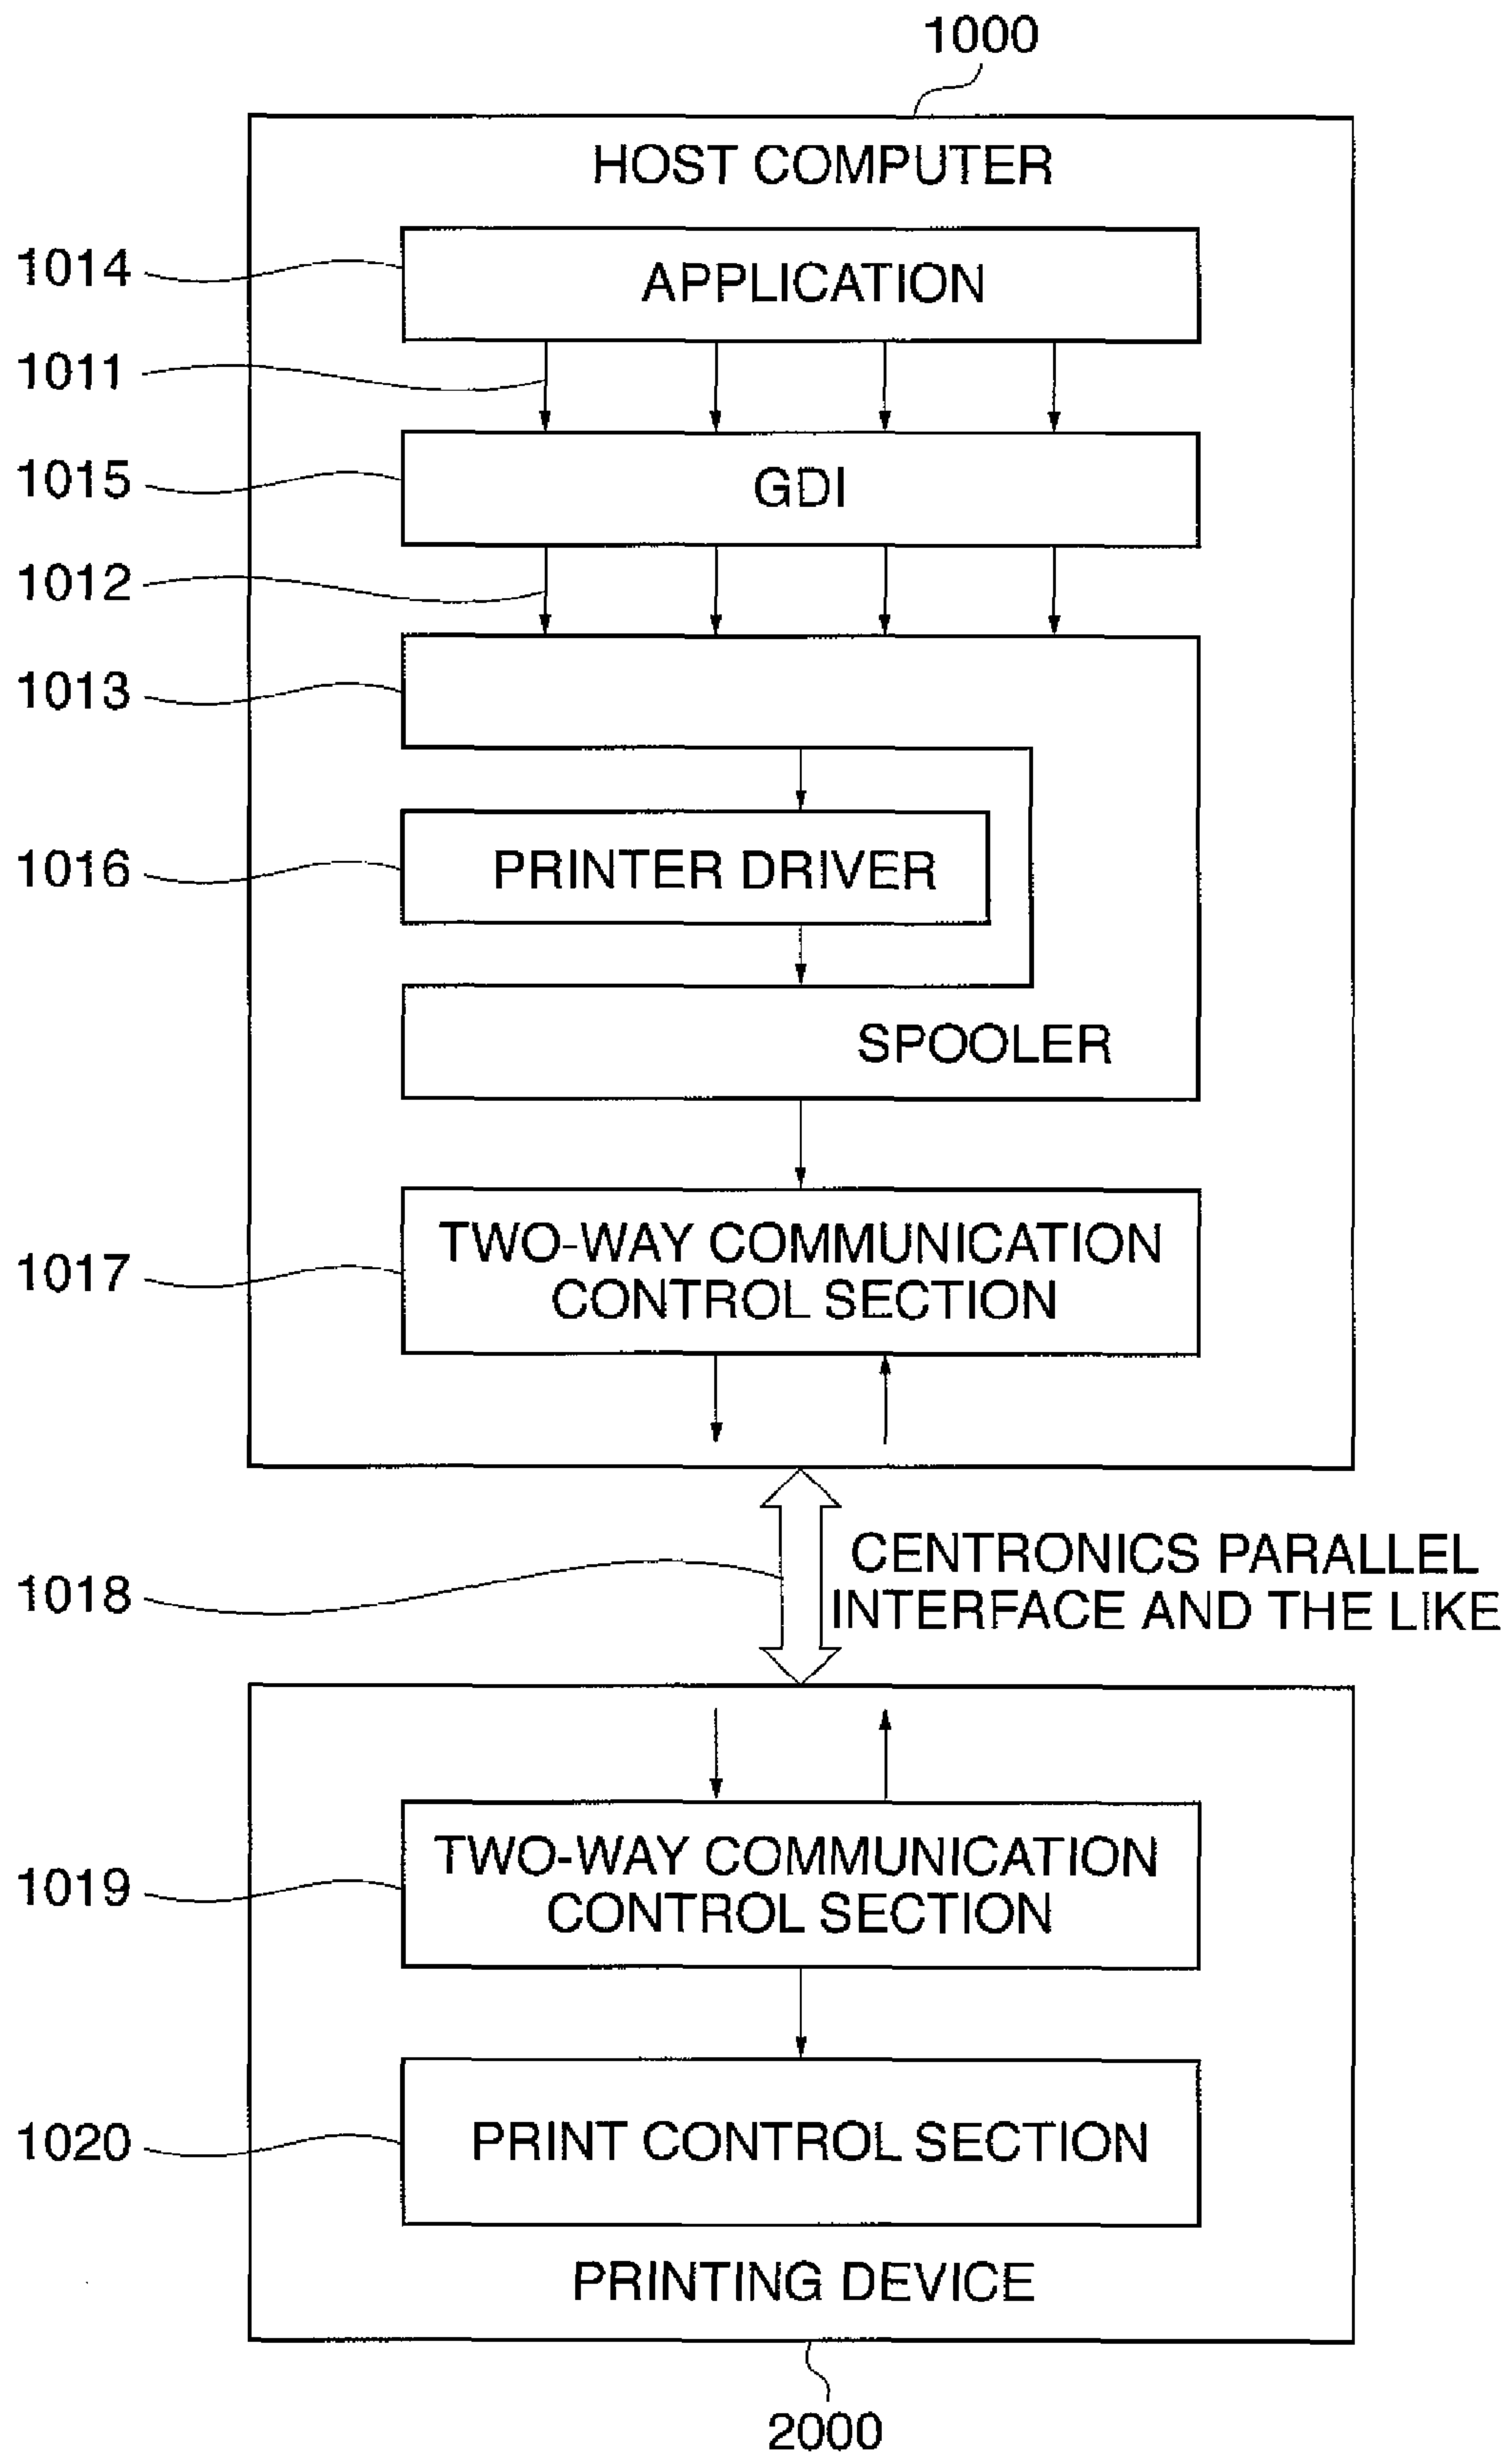 1000
HOST COMPUTER
1014
APPLICATION
1011
1015
GDI
1012
1013
1016
PRINTER DRIVER
SPOOLER
1017
TWO-WAY COMMUNICATION
CONTROL SECTION
1018
CENTRONICS PARALLEL
INTERFACE AND THE LIKE
1019
TWO-WAY COMMUNICATION
CONTROL SECTION
1020
PRINT CONTROL SECTION
PRINTING DEVICE
2000